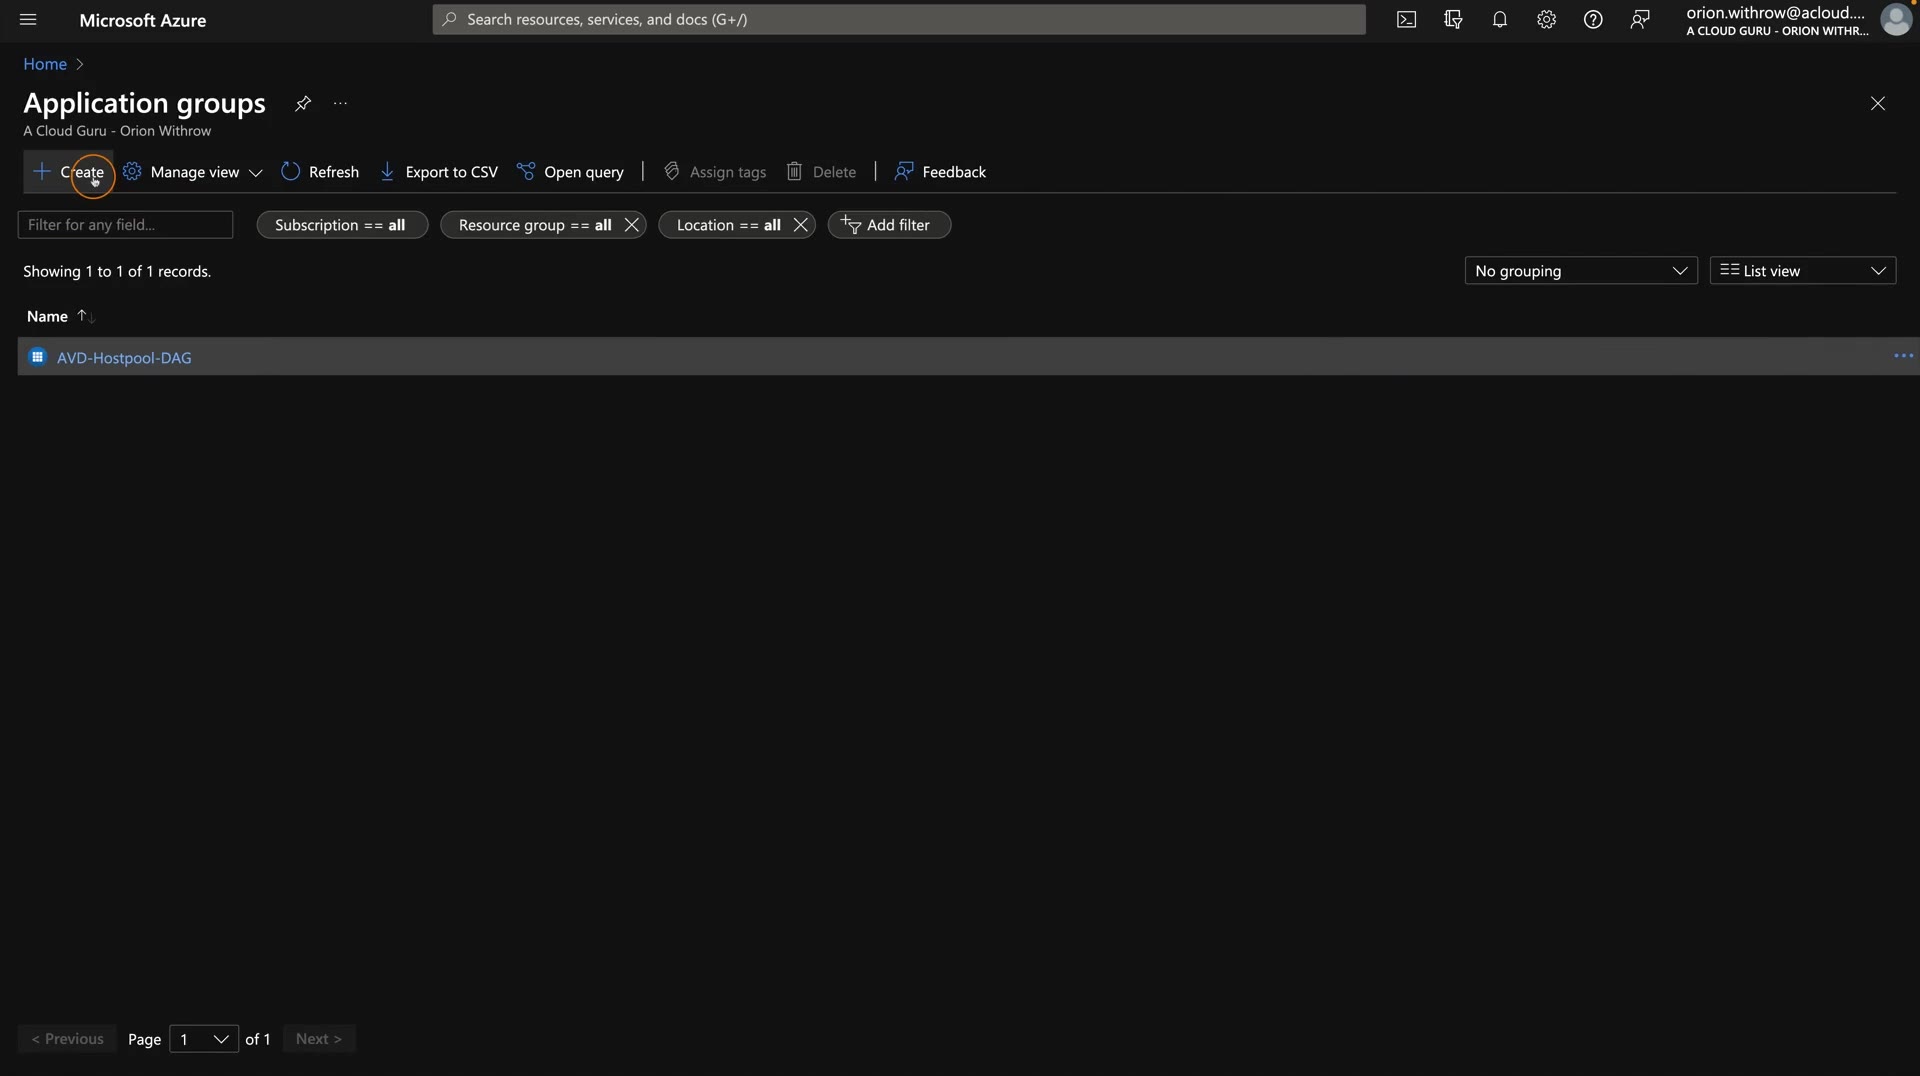 Microsoft Azure
Search resources, services, and docs (G+/)
orion.withrow@acloud....
A CLOUD GURU - ORION WITHR...
Home
Application groups
A Cloud Guru - Orion Withrow
Create
Manage view
Refresh
Export to CSV
Open query
Assign tags
Delete
Feedback
Filter for any field...
Subscription == all
Resource group == all
Location == all
Add filter
Showing 1 to 1 of 1 records.
No grouping
List view
Name
AVD-Hostpool-DAG
< Previous
Page
1
of 1
Next >